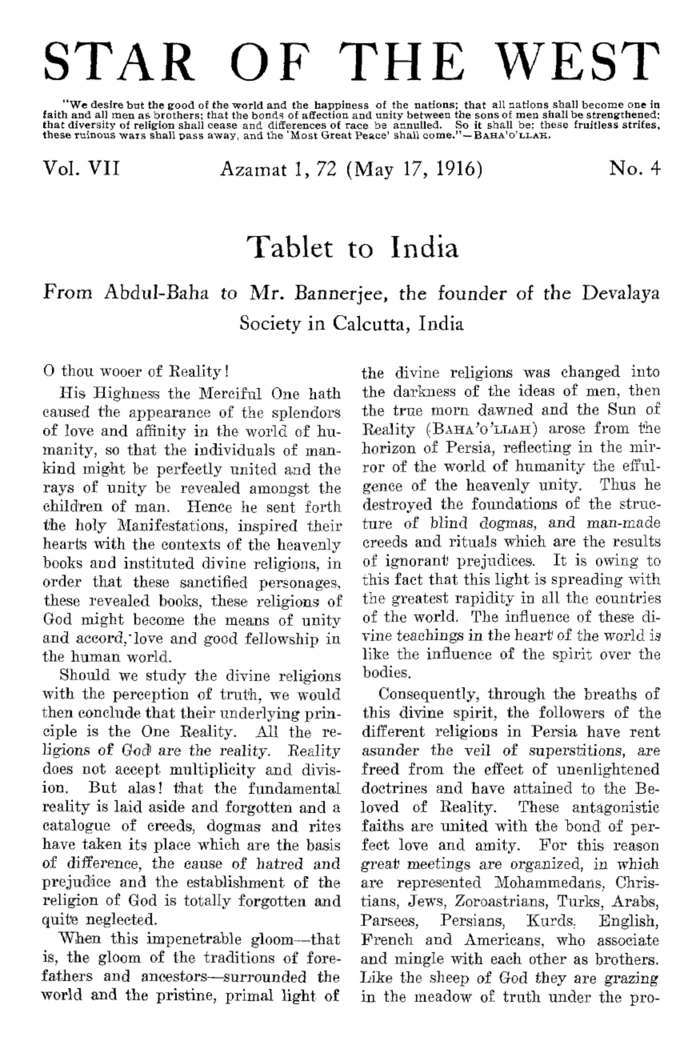 STAR OF THE WEST
"We desire but the good of the world and the happiness of the nations; that all nations shall become one in
faith and all men as brothers; that the bonds of affection and unity between the sons of men shall be strengthened;
that diversity of religion shall cease and differences of race be annulled. So it shall be; these fruitless strifes,
these ruinous wars shall pass away, and the 'Most Great Peace' shall come."—BAHA'O'LLAH.
Vol. VII Azamat 1, 72 (May 17, 1916) No. 4
Tablet to India
From Abdul-Baha to Mr. Bannerjee, the founder of the Devalaya
Society in Calcutta, India
O thou wooer of Reality!
His Highness the Merciful One hath
caused the appearance of the splendors
of love and affinity in the world of hu-
manity, so that the individuals of man-
kind might be perfectly united and the
rays of unity be revealed amongst the
children of man. Hence he sent forth
the holy Manifestations, inspired their
hearts with the contexts of the heavenly
books and instituted divine religions, in
order that these sanctified personages,
these revealed books, these religions of
God might become the means of unity
and accord, love and good fellowship in
the human world.
Should we study the divine religions
with the perception of truth, we would
then conclude that their underlying prin-
ciple is the One Reality. All the re-
ligions of God are the reality. Reality
does not accept multiplicity and divis-
ion. But alas! that the fundamental
reality is laid aside and forgotten and a
catalogue of creeds, dogmas and rites
have taken its place which are the basis
of difference, the cause of hatred and
prejudice and the establishment of the
religion of God is totally forgotten and
quite neglected.
When this impenetrable gloom—that
is, the gloom of the traditions of fore-
fathers and ancestors—surrounded the
world and the pristine, primal light of
the divine religions was changed into
the darkness of the ideas of men, then
the true morn dawned and the Sun of
Reality (BAHA'O'LLAH) arose from the
horizon of Persia, reflecting in the mir-
ror of the world of humanity the efful-
gence of the heavenly unity. Thus he
destroyed the foundations of the struc-
ture of blind dogmas, and man-made
creeds and rituals which are the results
of ignorant prejudices. It is owing to
this fact that this light is spreading with
the greatest rapidity in all the countries
of the world. The influence of these di-
vine teachings in the heart of the world is
like the influence of the spirit over the
bodies.
Consequently, through the breaths of
this divine spirit, the followers of the
different religions in Persia have rent
asunder the veil of superstitions, are
freed from the effect of unenlightened
doctrines and have attained to the Be-
loved of Reality. These antagonistic
faiths are united with the bond of per-
fect love and amity. For this reason
great meetings are organized, in which
are represented Mohammedans, Chris-
tians, Jews, Zoroastrians, Turks, Arabs,
Parsees, Persians, Kurds, English,
French and Americans, who associate
and mingle with each other as brothers.
Like the sheep of God they are grazing
in the meadow of truth under the pro-